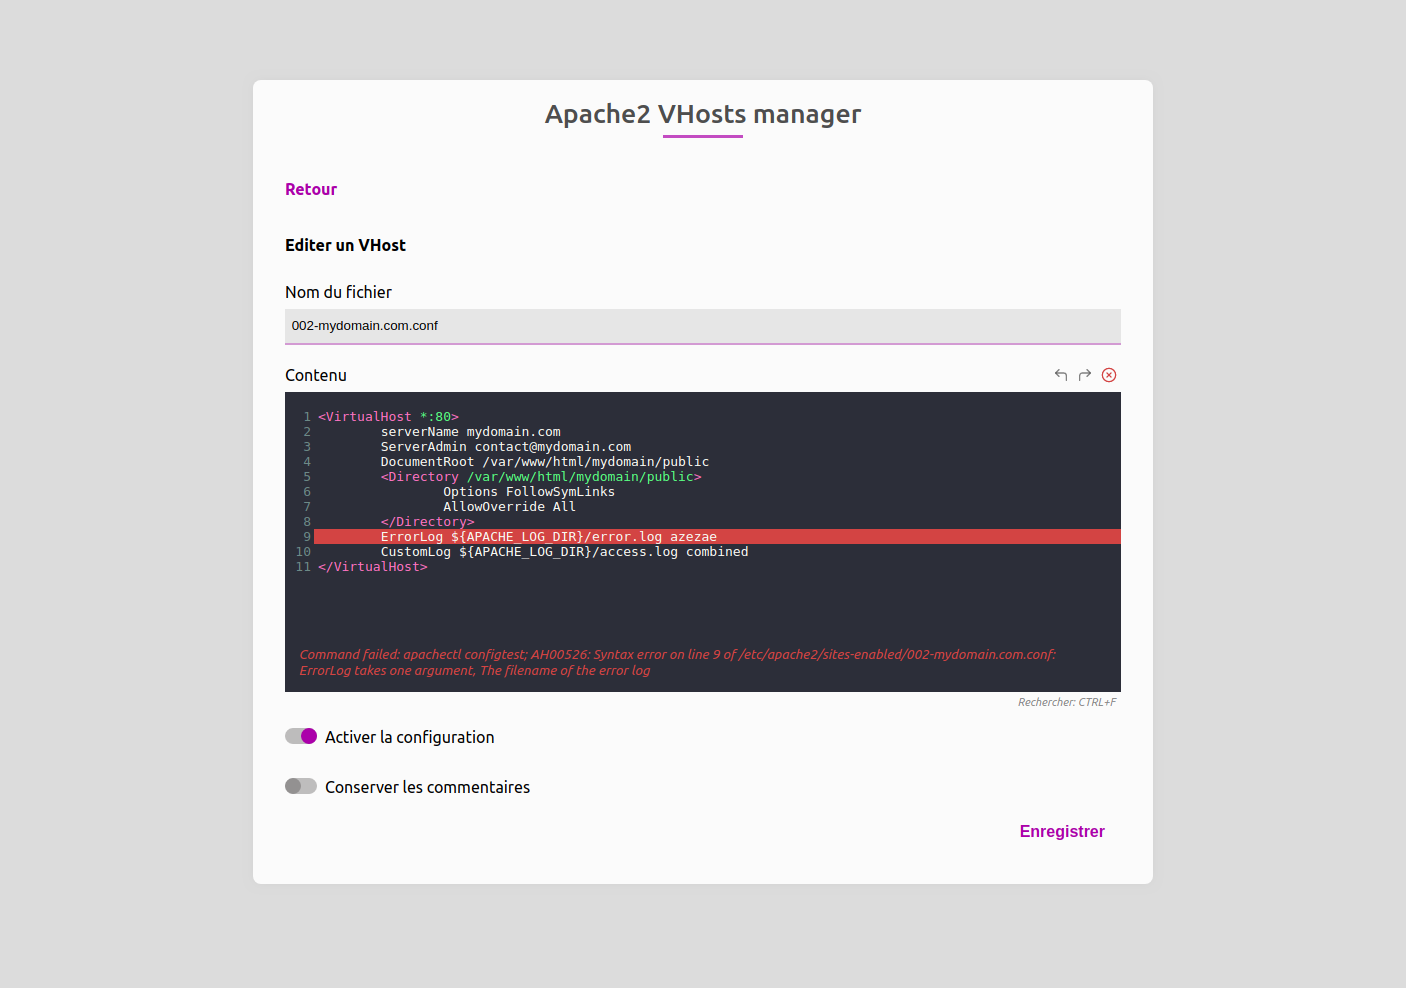 Apache2 VHosts manager
Retour
Editer un VHost
Nom du fichier
002-mydomain.com.conf
Contenu
1 <VirtualHost *:80>
2 serverName mydomain.com
3 ServerAdmin contact@mydomain.com
4 DocumentRoot /var/www/html/mydomain/public
5 <Directory /var/www/html/mydomain/public>
6 Options FollowSymLinks
7 AllowOverride All
8 </Directory>
9 ErrorLog ${APACHE_LOG_DIR}/error.log azezae
10 CustomLog ${APACHE_LOG_DIR}/access.log combined
11 </VirtualHost>
Command failed: apachectl configtest; AH00526: Syntax error on line 9 of /etc/apache2/sites-enabled/002-mydomain.com.conf:
ErrorLog takes one argument, The filename of the error log
Rechercher: CTRL+F
Activer la configuration
Conserver les commentaires
Enregistrer